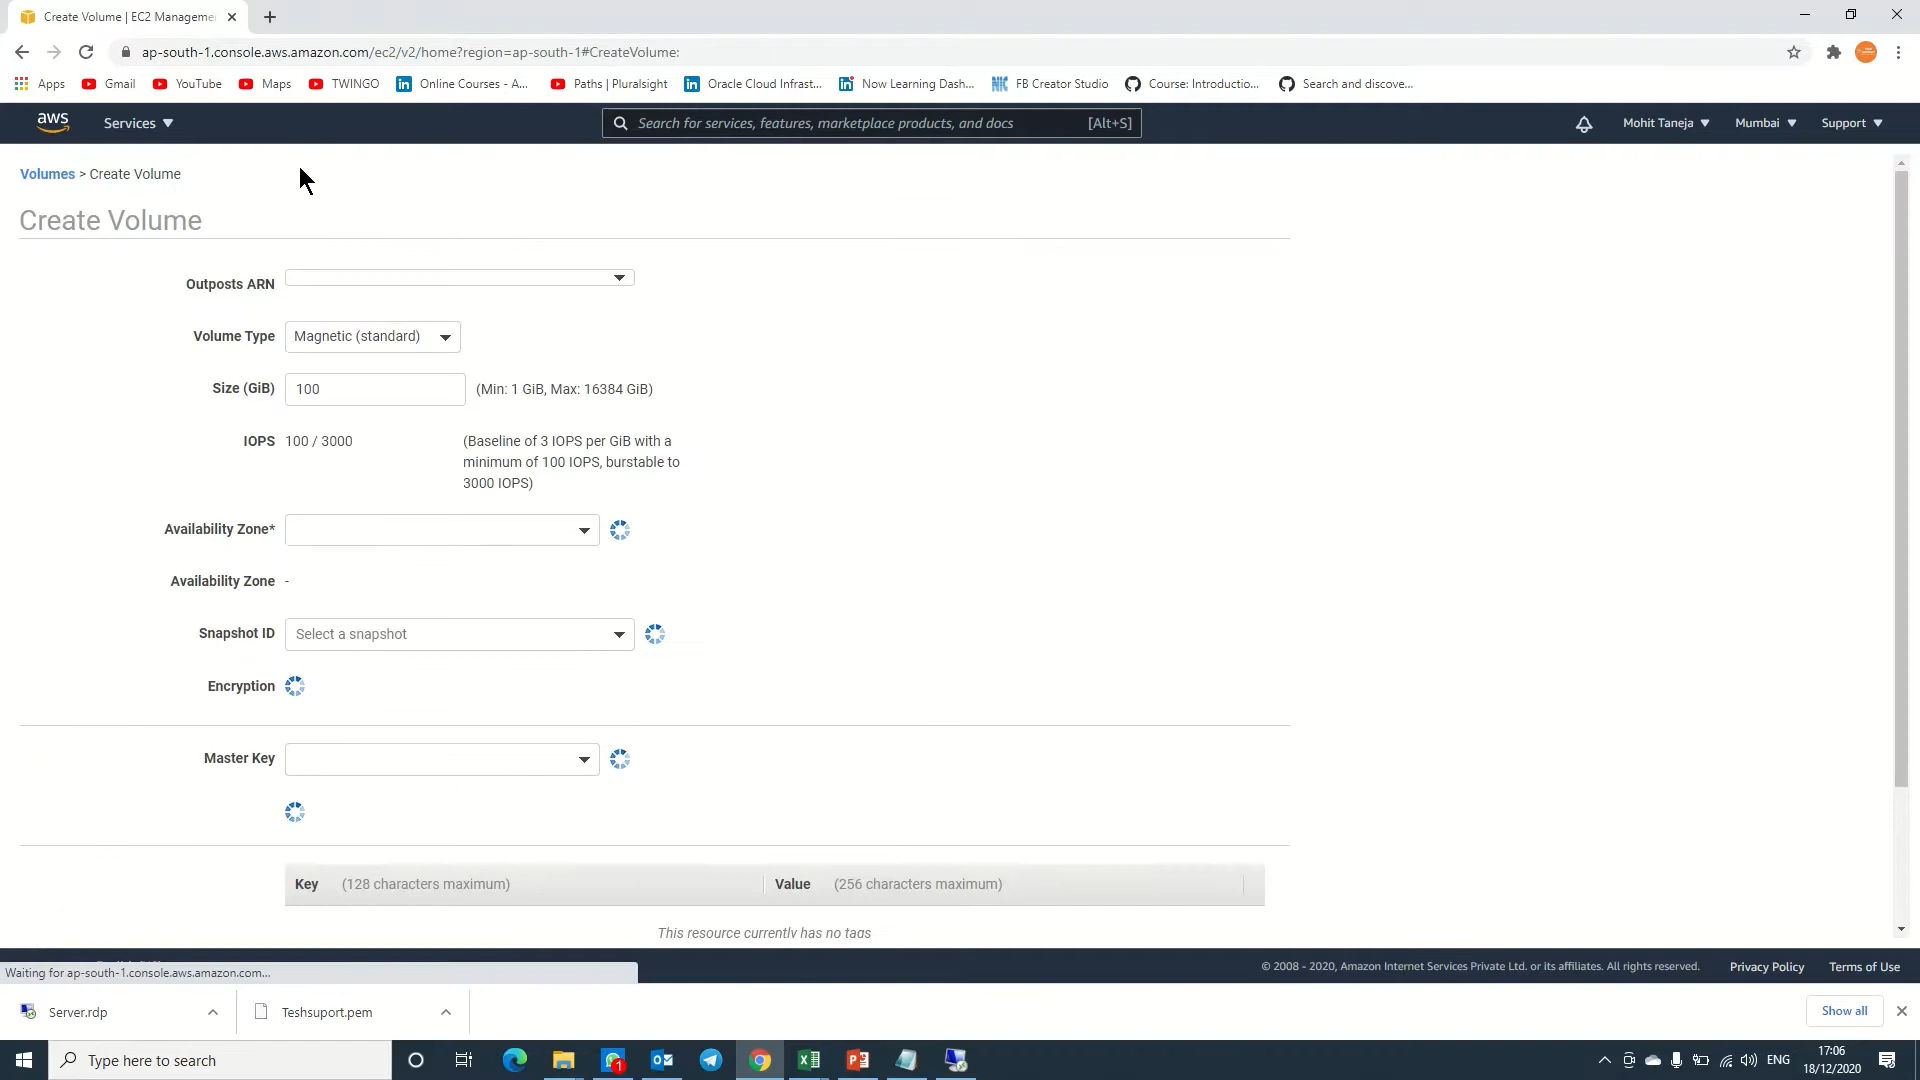 Create Volume | EC2 Manageme
ap-south-1.console.aws.amazon.com/ec2/v2/home?region=ap-south-1#CreateVolume:
Apps Gmail YouTube Maps TWINGO Online Courses - A... Paths | Pluralsight Oracle Cloud Infrast... Now Learning Dash... FB Creator Studio Course: Introductio... Search and discove...
aws Services Search for services, features, marketplace products, and docs [Alt+S] Mohit Taneja Mumbai Support
Volumes > Create Volume
Create Volume
Outposts ARN
Volume Type Magnetic (standard)
Size (GiB) 100 (Min: 1 GiB, Max: 16384 GiB)
IOPS 100 / 3000 (Baseline of 3 IOPS per GiB with a
minimum of 100 IOPS, burstable to
3000 IOPS)
Availability Zone*
Availability Zone -
Snapshot ID Select a snapshot
Encryption
Master Key
Key (128 characters maximum) Value (256 characters maximum)
This resource currently has no tags
Waiting for ap-south-1.console.aws.amazon.com...
© 2008 - 2020, Amazon Internet Services Private Ltd. or its affiliates. All rights reserved. Privacy Policy Terms of Use
Server.rdp Teshsuport.pem Show all
Type here to search 1 ENG 17:06
18/12/2020